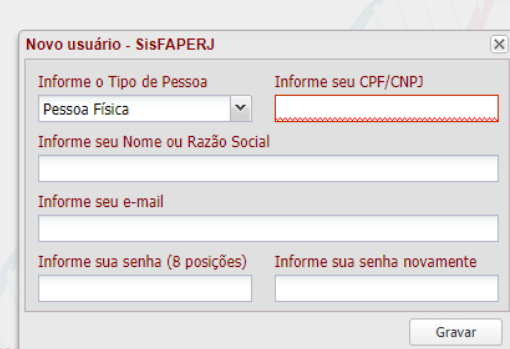 Novo usuário - SisFAPERJ
Informe o Tipo de Pessoa Informe seu CPF/CNPJ
Pessoa Física
Informe seu Nome ou Razão Social
Informe seu e-mail
Informe sua senha (8 posições) Informe sua senha novamente
Gravar